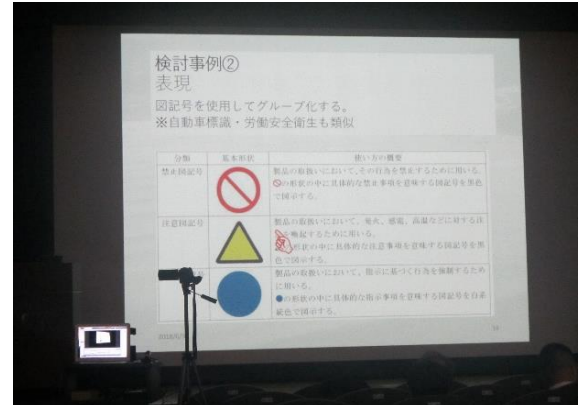 検討事例②
表現
図記号を使用してグループ化する。
※自動車標識・労働安全衛生も類似
分類 基本形状 使い方の概要
禁止図記号
製品の取扱いにおいて、その行為を禁止するために用いる。
の形状の中に具体的な禁止事項を意味する図記号を黒色
で図示する。
注意図記号
製品の取扱いにおいて、発火、感電、高温などに対する注
意を喚起するために用いる。
形状の中に具体的な注意事項を意味する図記号を黒
色で図示する。
号
製品の取扱いにおいて、指示に基づく行為を強制するため
に用いる。
●の形状の中に具体的な指示事項を意味する図記号を白系
統色で図示する。